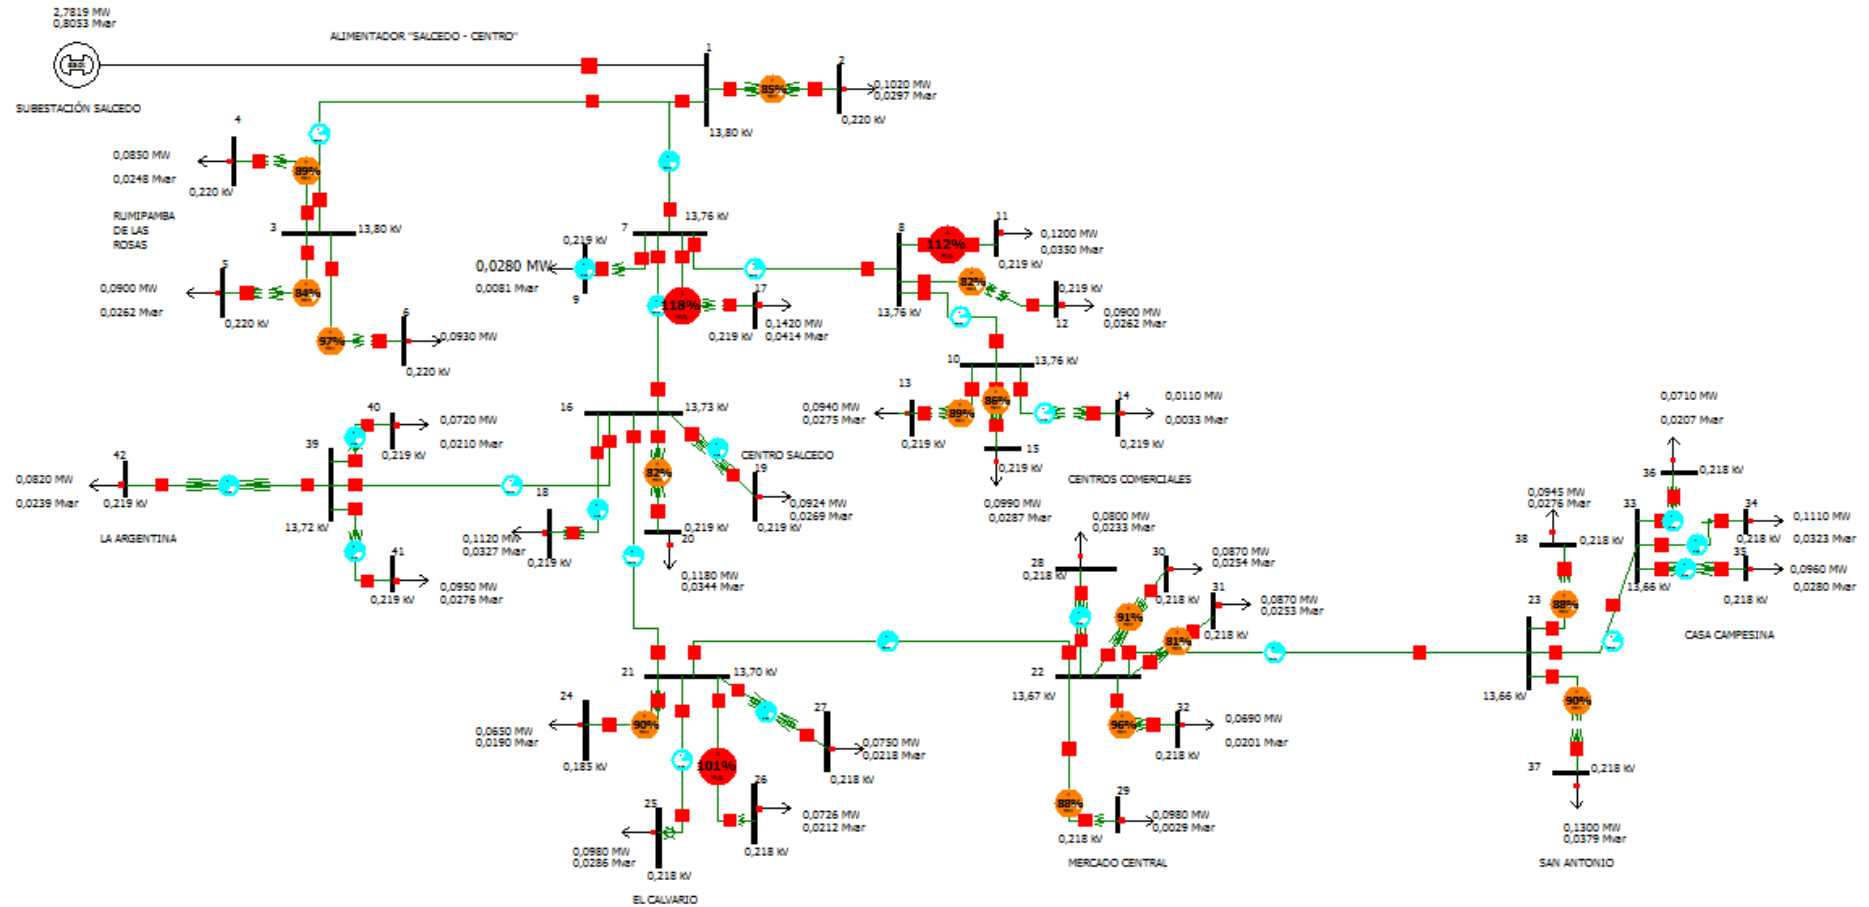 2,7819 MW
0,8053 Mvar
ALIMENTADOR "SALCEDO - CENTRO"
SUBESTACIÓN SALCEDO
1
13,80 kV
85%
2
0,1020 MW
0,0297 Mvar
0,220 kV
4
0,0850 MW
0,0248 Mvar
0,220 kV
89%
RUMIPAMBA
DE LAS
ROSAS
3
13,80 kV
5
0,0900 MW
0,0262 Mvar
0,220 kV
84%
97%
6
0,0930 MW
0,220 kV
7
13,76 kV
0,219 kV
0,0280 MW
0,0081 Mvar
9
118%
17
0,1420 MW
0,0414 Mvar
0,219 kV
8
13,76 kV
112%
11
0,1200 MW
0,0350 Mvar
0,219 kV
82%
0,219 kV
12
0,0900 MW
0,0262 Mvar
10
13,76 kV
13
0,0940 MW
0,0275 Mvar
0,219 kV
89%
86%
14
0,0110 MW
0,0033 Mvar
0,219 kV
15
0,219 kV
0,0990 MW
0,0287 Mvar
CENTROS COMERCIALES
16
13,73 kV
CENTRO SALCEDO
82%
18
0,1120 MW
0,0327 Mvar
0,219 kV
19
0,0924 MW
0,0269 Mvar
0,219 kV
0,219 kV
20
0,1180 MW
0,0344 Mvar
40
0,0720 MW
0,0210 Mvar
0,219 kV
39
13,72 kV
42
0,0820 MW
0,0239 Mvar
0,219 kV
LA ARGENTINA
41
0,0950 MW
0,0276 Mvar
0,219 kV
21
13,70 kV
24
0,0650 MW
0,0190 Mvar
0,185 kV
90%
101%
25
0,0980 MW
0,0286 Mvar
0,218 kV
26
0,0726 MW
0,0212 Mvar
0,218 kV
27
0,0750 MW
0,0218 Mvar
0,218 kV
EL CALVARIO
0,0800 MW
0,0233 Mvar
28
0,218 kV
30
0,0870 MW
0,0254 Mvar
0,218 kV
91%
31
0,0870 MW
0,0253 Mvar
0,218 kV
81%
22
13,67 kV
96%
32
0,0690 MW
0,0201 Mvar
0,218 kV
88%
29
0,0980 MW
0,0029 Mvar
0,218 kV
MERCADO CENTRAL
0,0945 MW
0,0276 Mvar
38
0,218 kV
88%
23
13,66 kV
90%
37
0,218 kV
0,1300 MW
0,0379 Mvar
SAN ANTONIO
0,0710 MW
0,0207 Mvar
36
0,218 kV
33
13,66 kV
34
0,1110 MW
0,0323 Mvar
0,218 kV
35
0,0960 MW
0,0280 Mvar
0,218 kV
CASA CAMPESINA